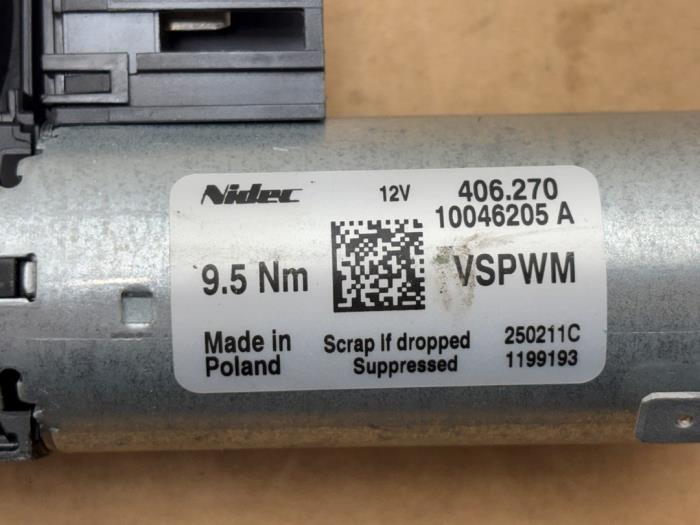 Nidec 12V 406.270
10046205 A
9.5 Nm VSPWM
Made in Poland
Scrap if dropped
Suppressed
250211C
1199193